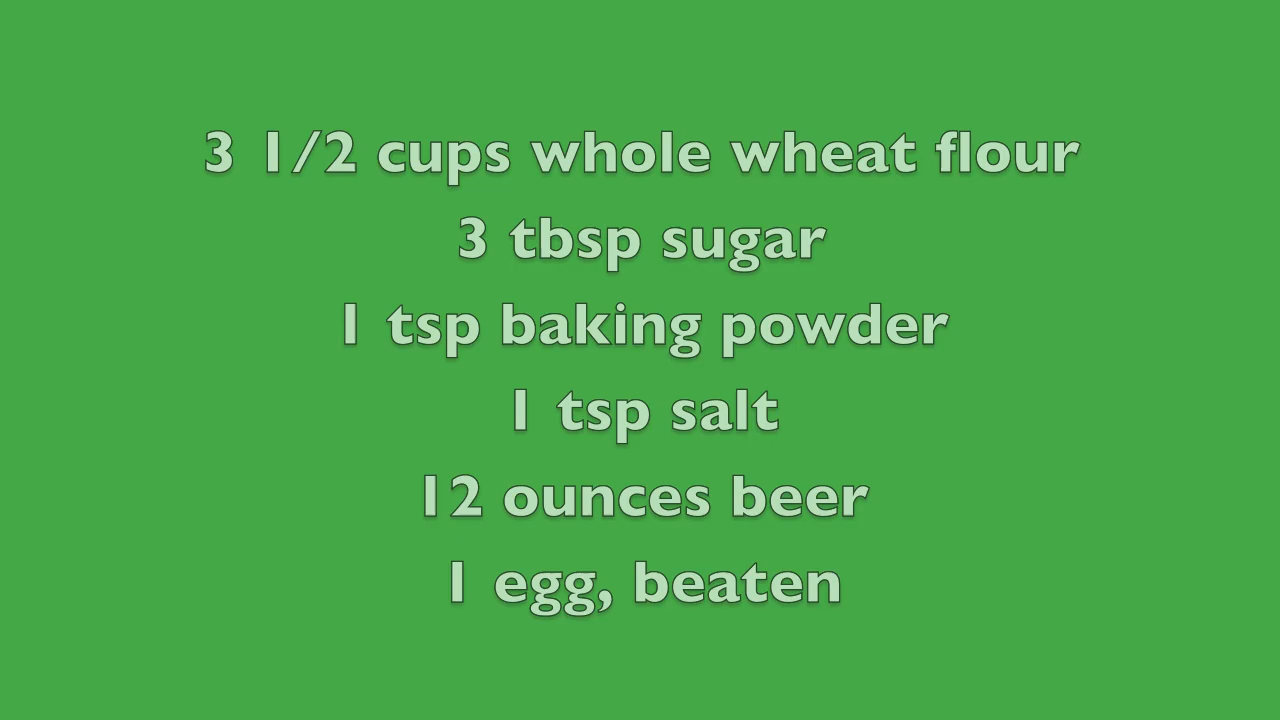 3 1/2 cups whole wheat flour
3 tbsp sugar
1 tsp baking powder
1 tsp salt
12 ounces beer
1 egg, beaten